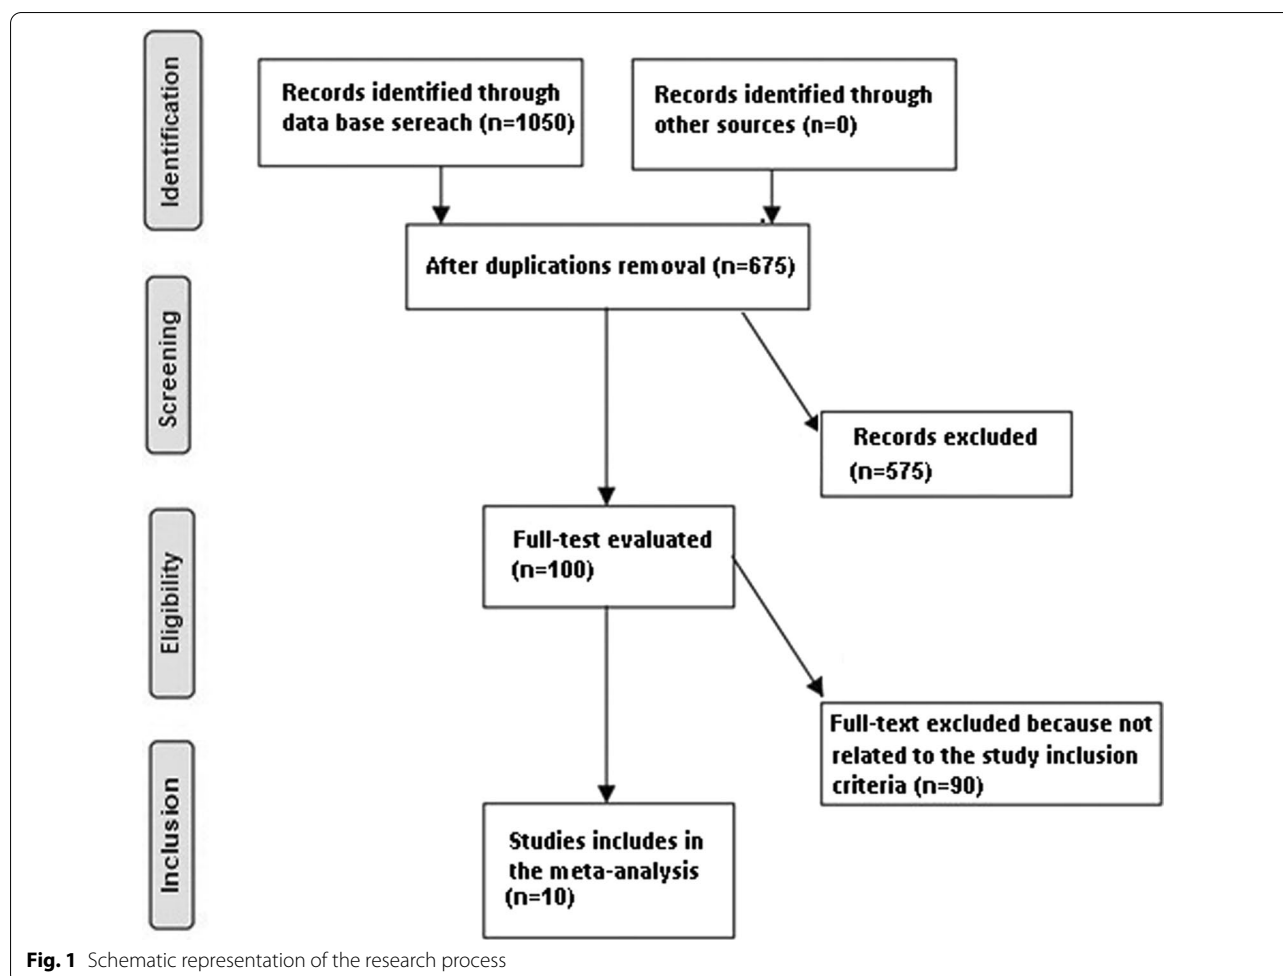 Identification
Records identified through
data base sereach (n=1050)
Records identified through
other sources (n=0)
After duplications removal (n=675)
Screening
Records excluded
(n=575)
Eligibility
Full-test evaluated
(n=100)
Full-text excluded because not
related to the study inclusion
criteria (n=90)
Inclusion
Studies includes in
the meta-analysis
(n=10)
Fig. 1 Schematic representation of the research process